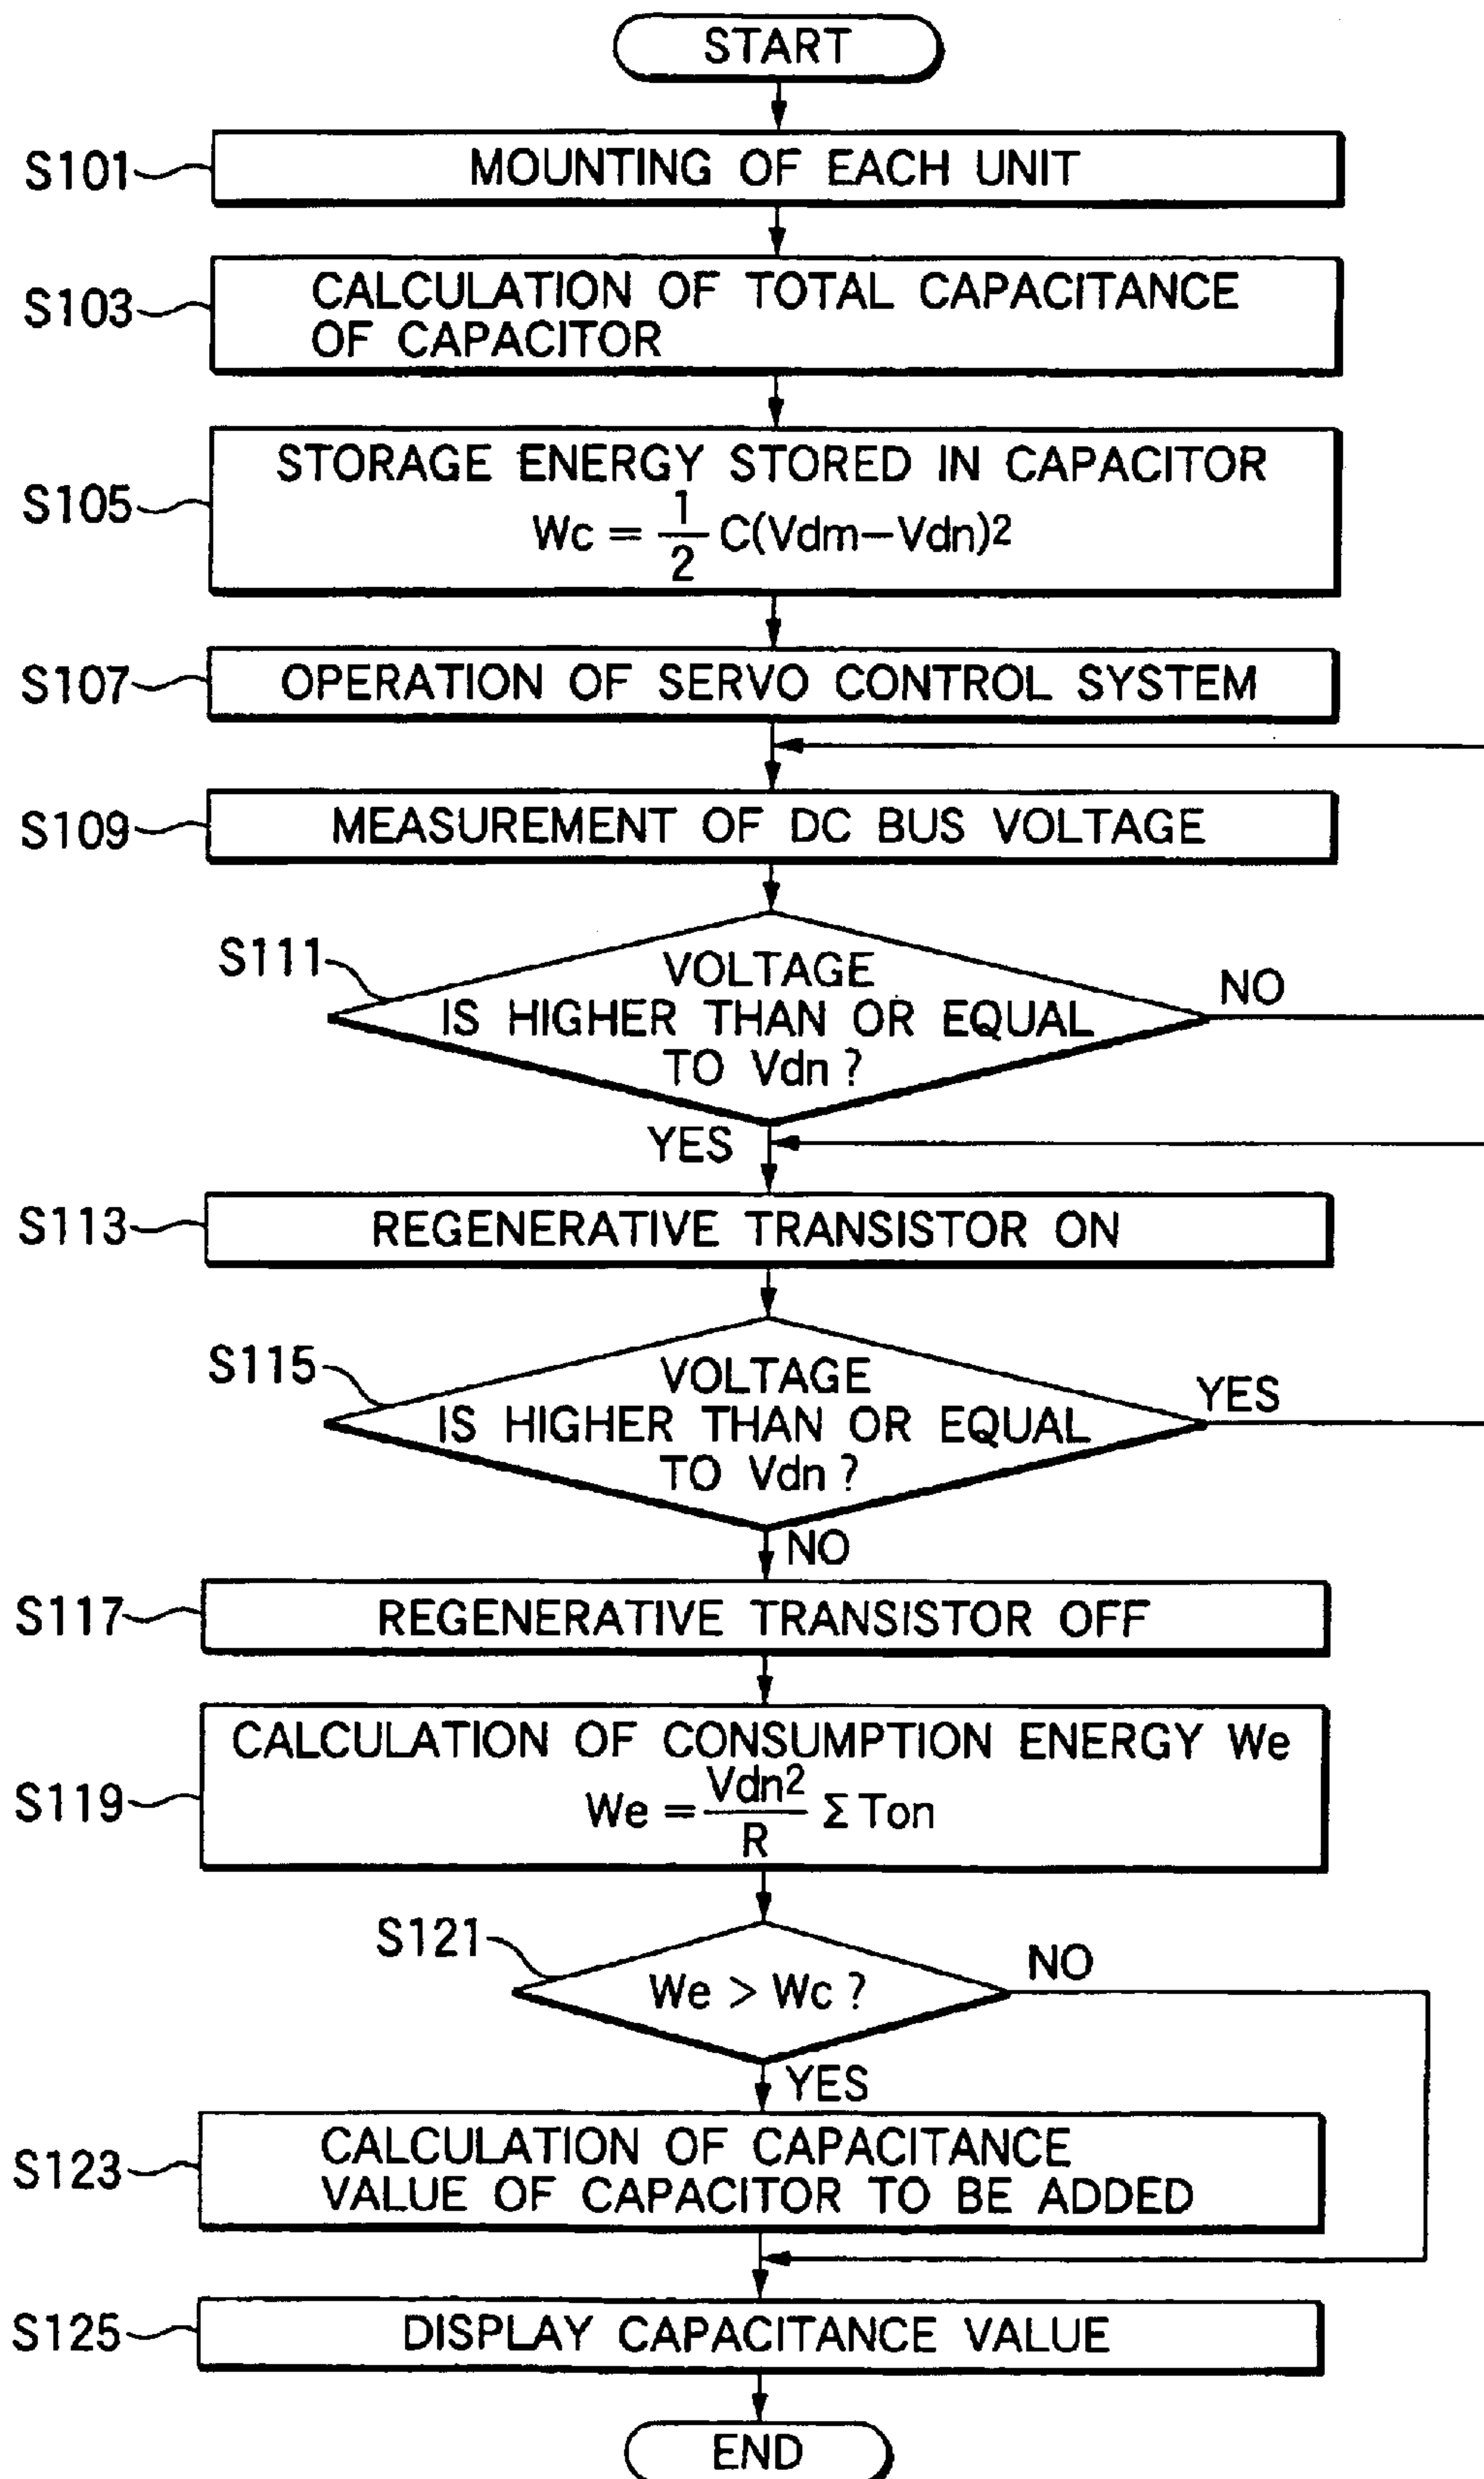 START
S101
MOUNTING OF EACH UNIT
S103
CALCULATION OF TOTAL CAPACITANCE
OF CAPACITOR
S105
STORAGE ENERGY STORED IN CAPACITOR
Wc = 1/2 C(Vdm-Vdn)2
S107
OPERATION OF SERVO CONTROL SYSTEM
S109
MEASUREMENT OF DC BUS VOLTAGE
S111
VOLTAGE
IS HIGHER THAN OR EQUAL
TO Vdn ?
NO
YES
S113
REGENERATIVE TRANSISTOR ON
S115
VOLTAGE
IS HIGHER THAN OR EQUAL
TO Vdn ?
YES
NO
S117
REGENERATIVE TRANSISTOR OFF
S119
CALCULATION OF CONSUMPTION ENERGY We
We = Vdn2/R Σ Ton
S121
We > Wc ?
NO
YES
S123
CALCULATION OF CAPACITANCE
VALUE OF CAPACITOR TO BE ADDED
S125
DISPLAY CAPACITANCE VALUE
END